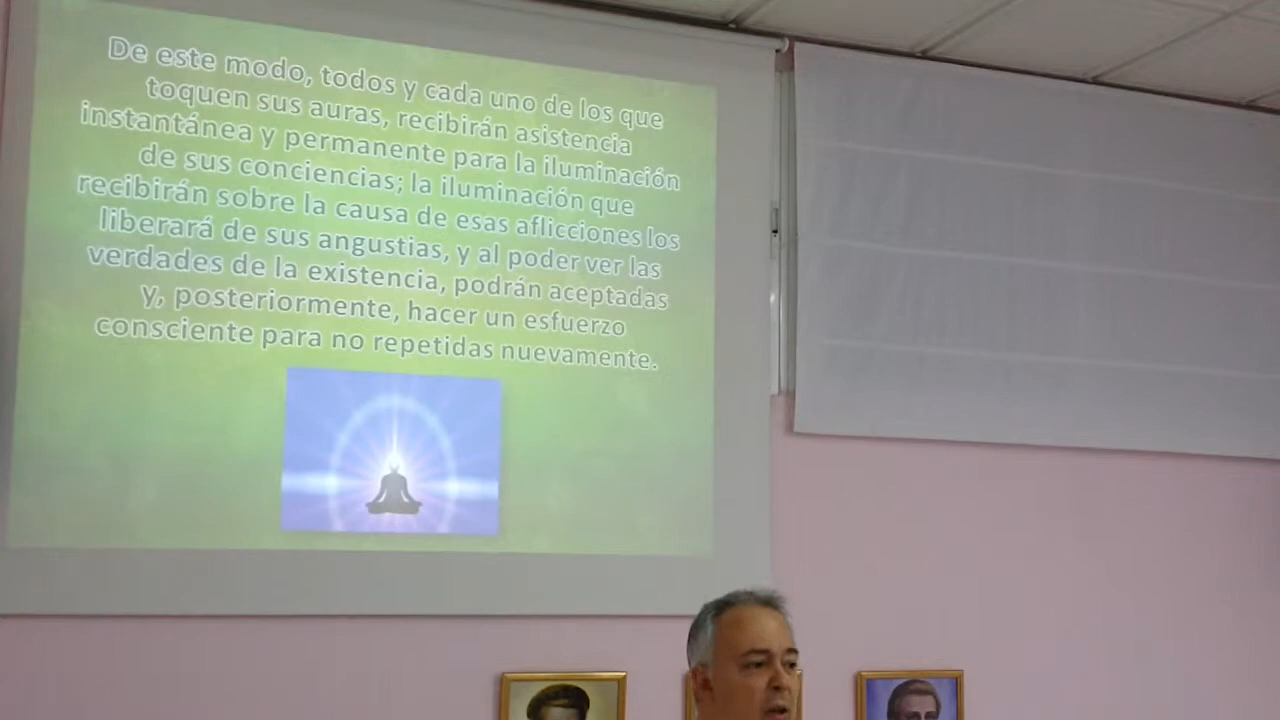 De este modo, todos y cada uno de los que
toquen sus auras, recibirán asistencia
instantánea y permanente para la iluminación
de sus conciencias; la iluminación que
recibirán sobre la causa de esas aflicciones los
liberará de sus angustias, y al poder ver las
verdades de la existencia, podrán aceptadas
y, posteriormente, hacer un esfuerzo
consciente para no repetidas nuevamente.